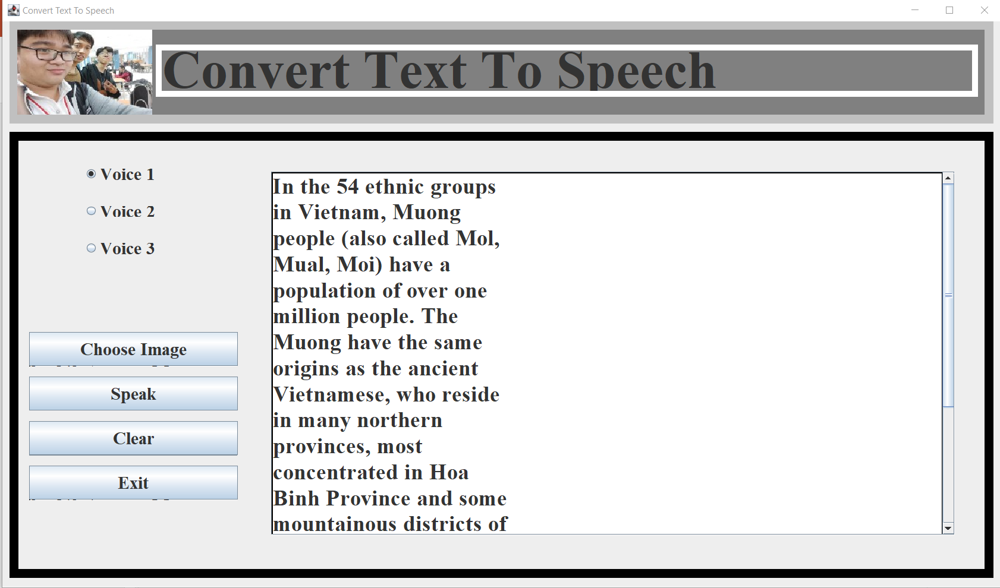 Convert Text To Speech
Convert Text To Speech
Voice 1
Voice 2
Voice 3
Choose Image
Speak
Clear
Exit
In the 54 ethnic groups
in Vietnam, Muong
people (also called Mol,
Mual, Moi) have a
population of over one
million people. The
Muong have the same
origins as the ancient
Vietnamese, who reside
in many northern
provinces, most
concentrated in Hoa
Binh Province and some
mountainous districts of